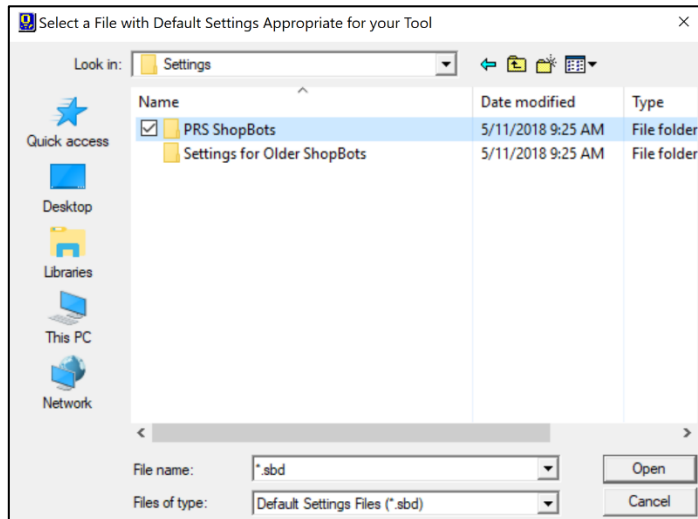 Select a File with Default Settings Appropriate for your Tool
Look in: Settings
Name Date modified Type
PRS ShopBots 5/11/2018 9:25 AM File folder
Settings for Older ShopBots 5/11/2018 9:25 AM File folder
Quick access
Desktop
Libraries
This PC
Network
File name: *.sbd Open
Files of type: Default Settings Files (*.sbd) Cancel